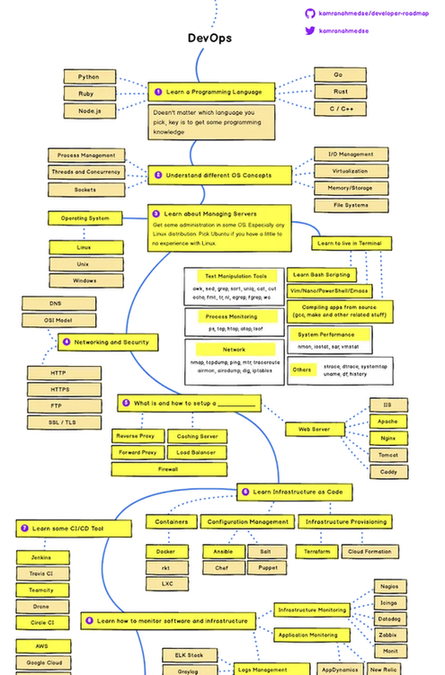 kamranahmedse/developer-roadmap
kamranahmedse
DevOps
Python
Ruby
Node.js
1 Learn a Programming Language
Doesn't matter which language you
pick, key is to get some programming
knowledge
Go
Rust
C / C++
Process Management
Threads and Concurrency
Sockets
Understand different OS Concepts
I/O Management
Virtualization
Memory/Storage
File Systems
Operating System
Linux
Unix
Windows
3 Learn about Managing Servers
Get some administration in some OS. Especially any
Linux distribution. Pick Ubuntu if you have a little to
no experience with Linux.
Learn to live in Terminal
Text Manipulation Tools
awk, sed, grep, sort, uniq, cat, cut
echo, fmt, tr, nl, egrep, fgrep, wc
Process Monitoring
ps, top, htop, atop, lsof
Network
nmap, tcpdump, ping, mtr, traceroute
airmon, airodump, dig, iptables
Learn Bash Scripting
Vim/Nano/PowerShell/Emacs
Compiling apps from source
(gcc, make and other related stuff)
System Performance
nmon, iostat, sar, vmstat
Others
strace, dtrace, systemtap
uname, df, history
DNS
OSI Model
4 Networking and Security
HTTP
HTTPS
FTP
SSL / TLS
5 What is and how to setup a ________
Reverse Proxy
Caching Server
Forward Proxy
Load Balancer
Firewall
Web Server
IIS
Apache
Nginx
Tomcat
Caddy
6 Learn Infrastructure as Code
Containers
Docker
rkt
LXC
Configuration Management
Ansible
Salt
Chef
Puppet
Infrastructure Provisioning
Terraform
Cloud Formation
7 Learn some CI/CD Tool
Jenkins
Travis CI
Teamcity
Drone
Circle CI
8 Learn how to monitor software and infrastructure
Infrastructure Monitoring
Nagios
Icinga
Datadog
Zabbix
Monit
Application Monitoring
AppDynamics
New Relic
AWS
Google Cloud
ELK Stack
Graylog
Logs Management